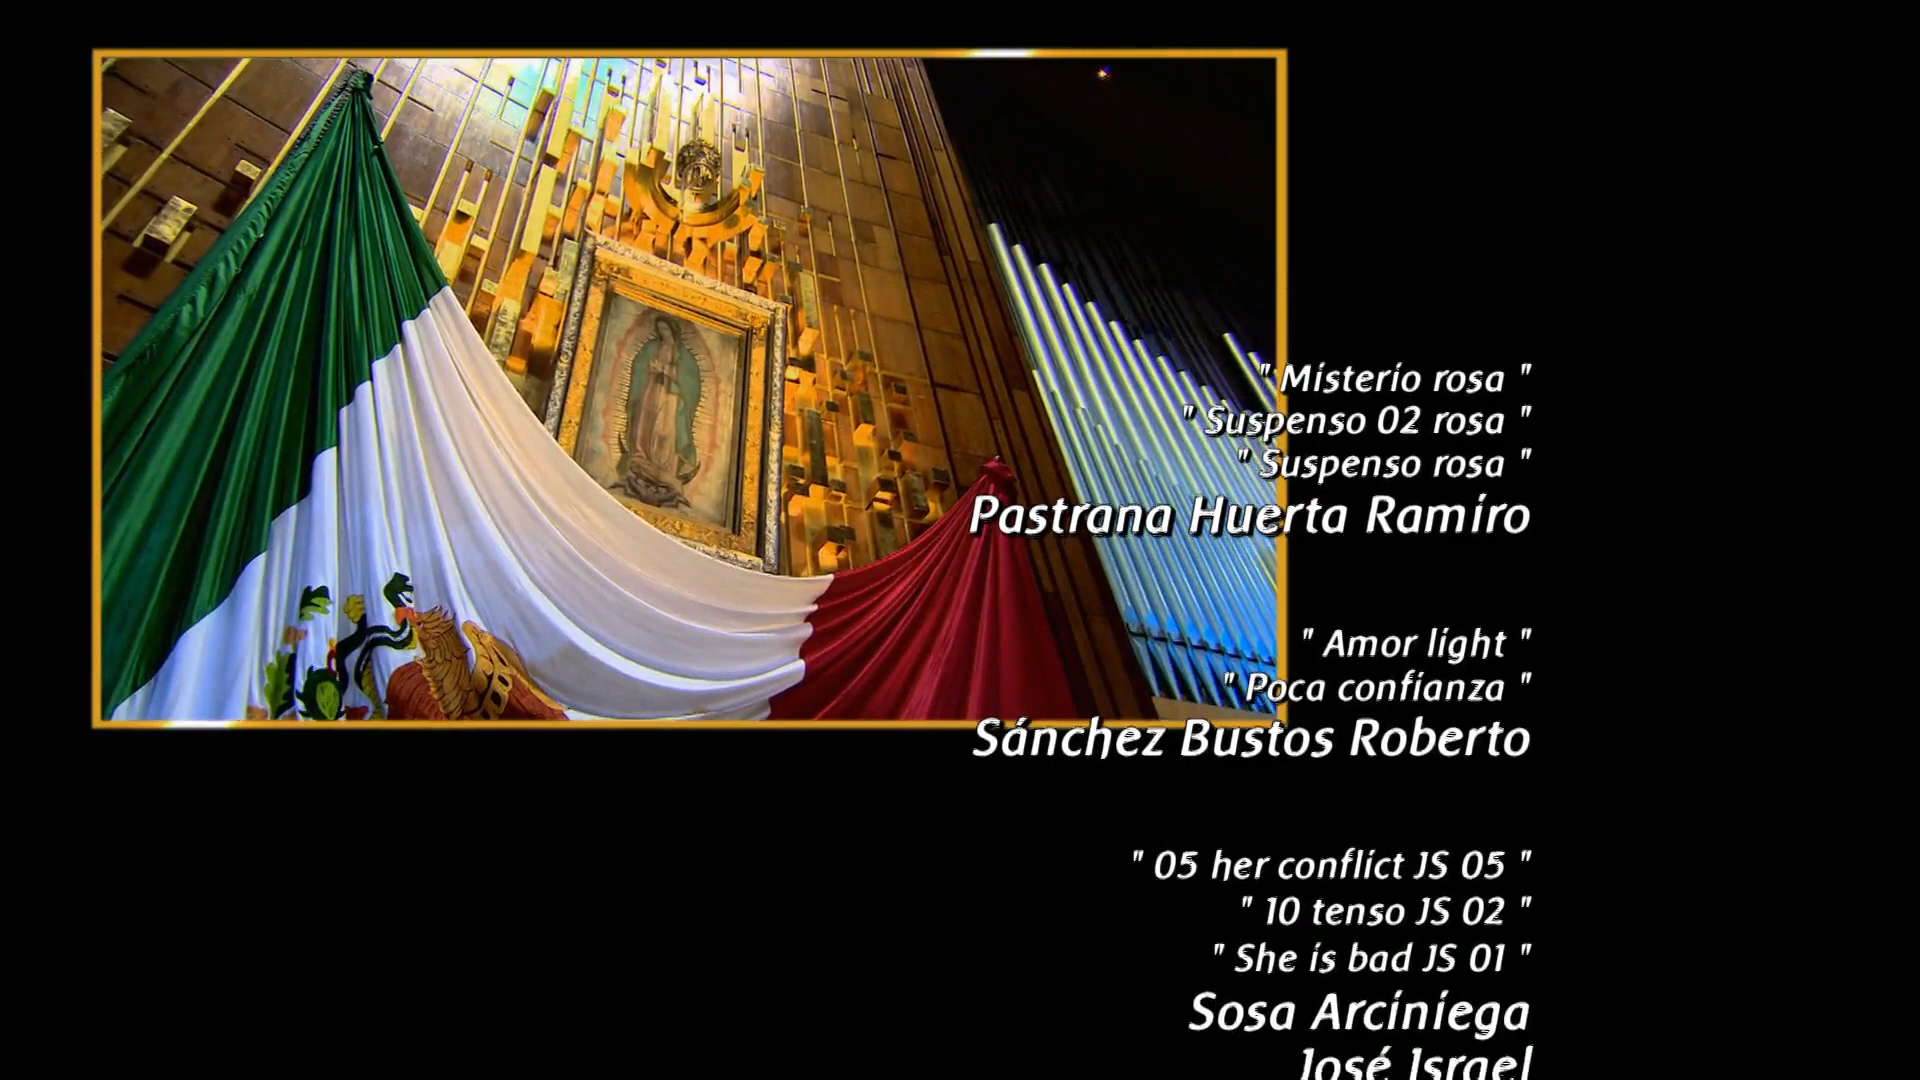 " Misterio rosa "
" Suspenso 02 rosa "
" Suspenso rosa "
Pastrana Huerta Ramiro
" Amor light "
" Poca confianza "
Sánchez Bustos Roberto
" 05 her conflict JS 05 "
" 10 tenso JS 02 "
" She is bad JS 01 "
Sosa Arciniega
José Israel